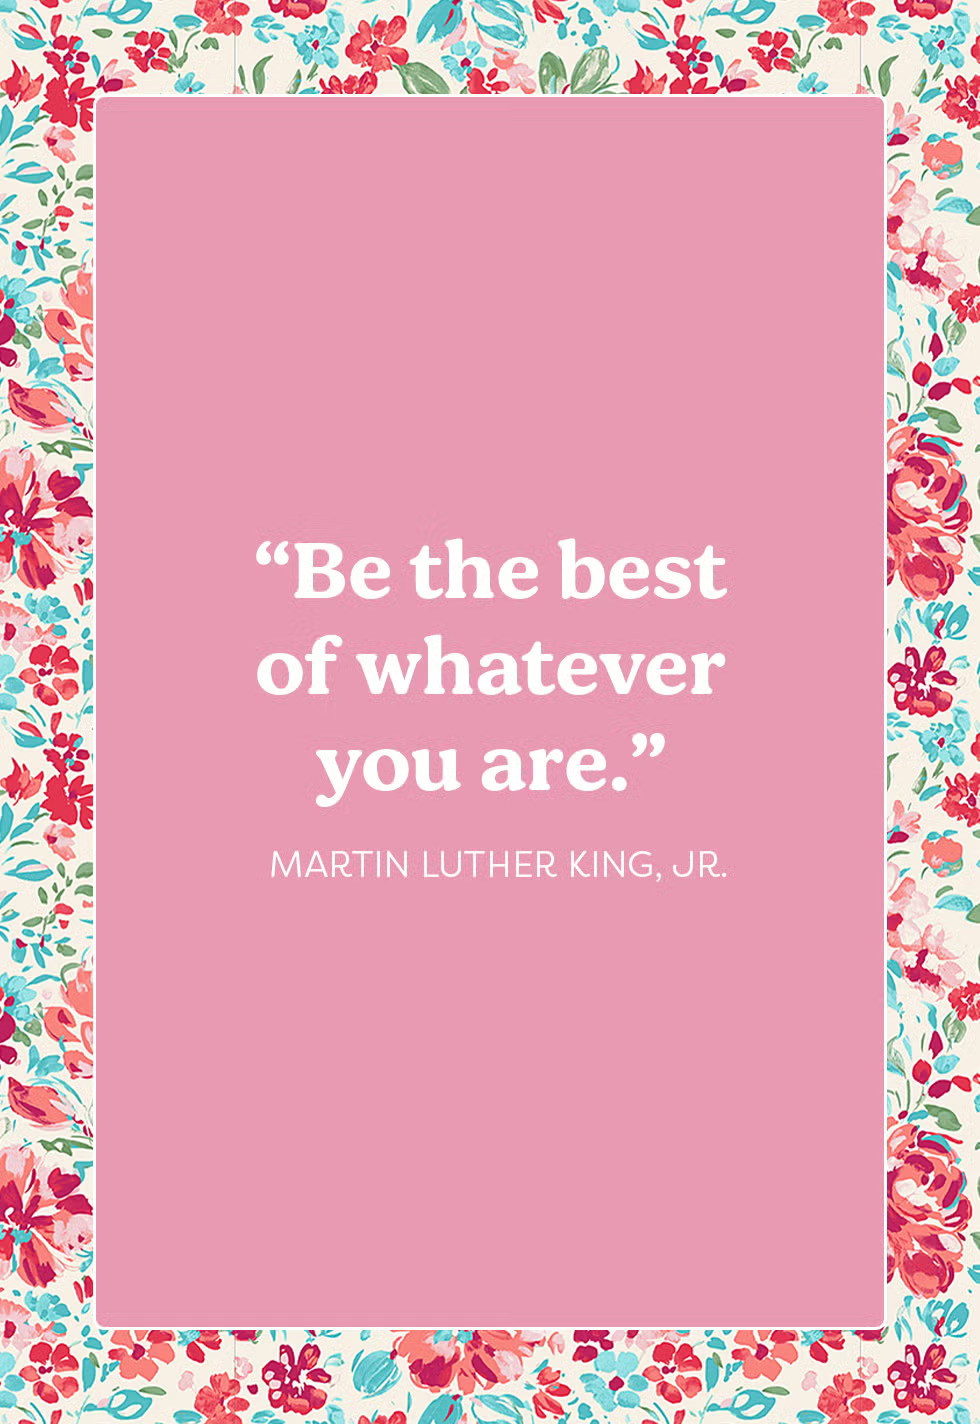 “Be the best
of whatever
you are.”
MARTIN LUTHER KING, JR.